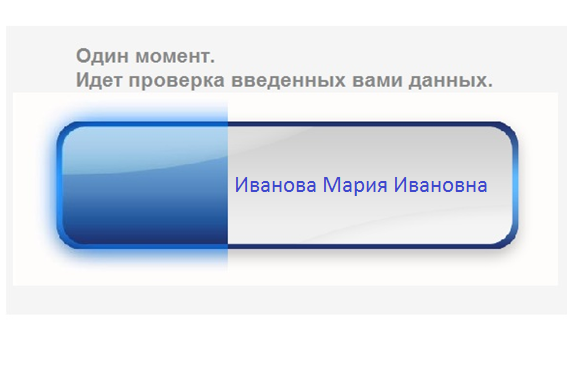 Один момент.
Идет проверка введенных вами данных.
Иванова Мария Ивановна